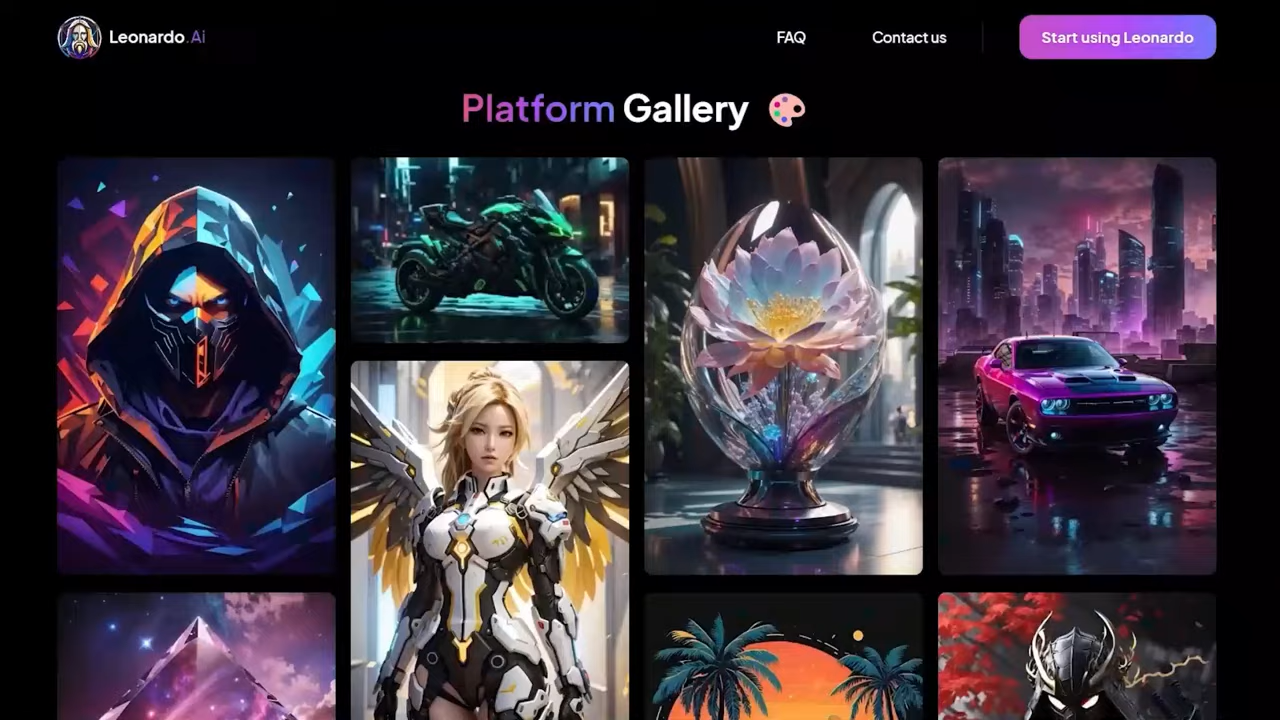 Leonardo.Ai
FAQ
Contact us
Start using Leonardo
Platform Gallery